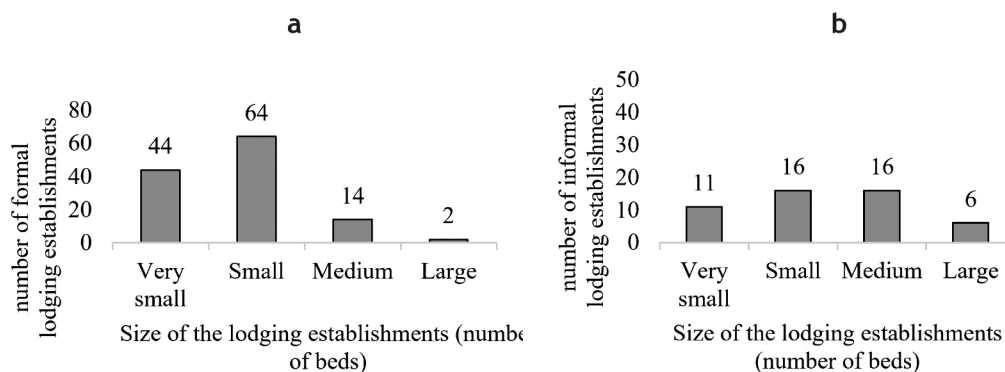 a
number of formal
lodging establishments
80
60
40
20
0
44
64
14
2
Very
small
Small
Medium
Large
Size of the lodging establishments
of beds)
b
number of informal
lodging establishments
50
40
30
20
10
0
11
16
16
6
Very
small
Small
Medium
Large
Size of the lodging establishments
(number of beds)